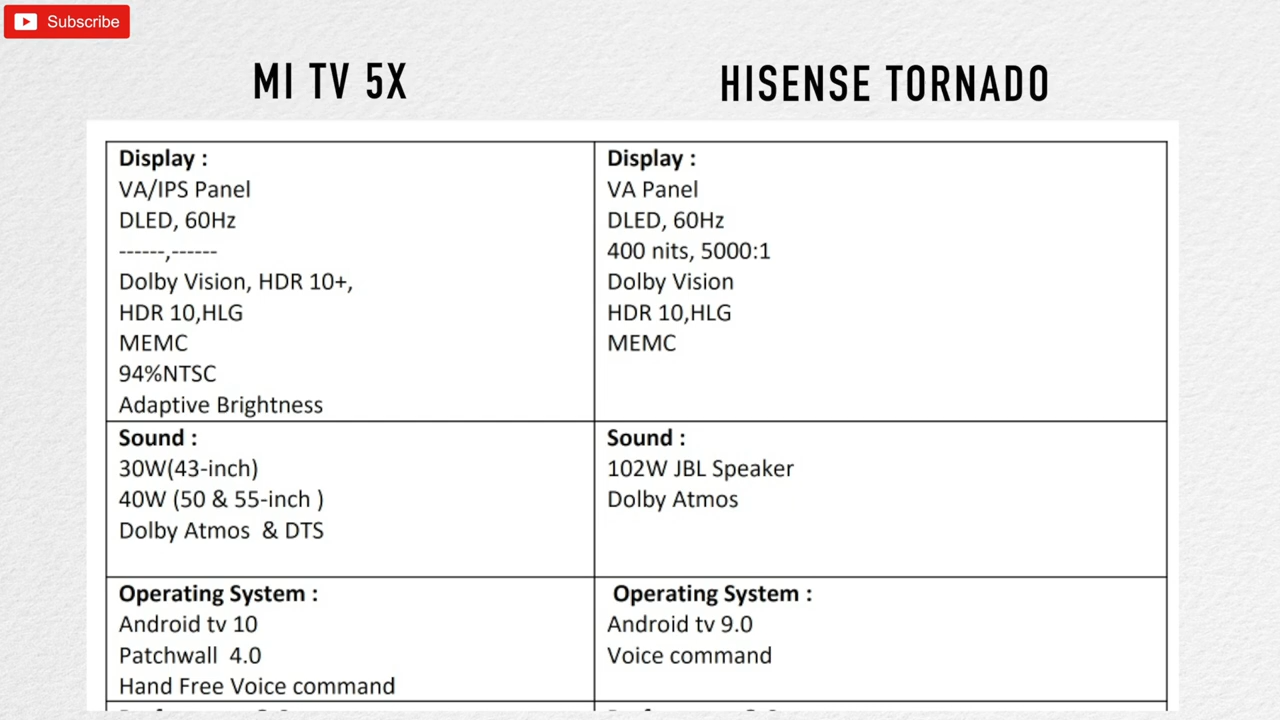 Subscribe
MI TV 5X
HISENSE TORNADO
Display :
VA/IPS Panel
DLED, 60Hz
------,------
Dolby Vision, HDR 10+,
HDR 10,HLG
MEMC
94%NTSC
Adaptive Brightness
Display :
VA Panel
DLED, 60Hz
400 nits, 5000:1
Dolby Vision
HDR 10,HLG
MEMC
Sound :
30W(43-inch)
40W (50 & 55-inch )
Dolby Atmos  & DTS
Sound :
102W JBL Speaker
Dolby Atmos
Operating System :
Android tv 10
Patchwall  4.0
Hand Free Voice command
Operating System :
Android tv 9.0
Voice command